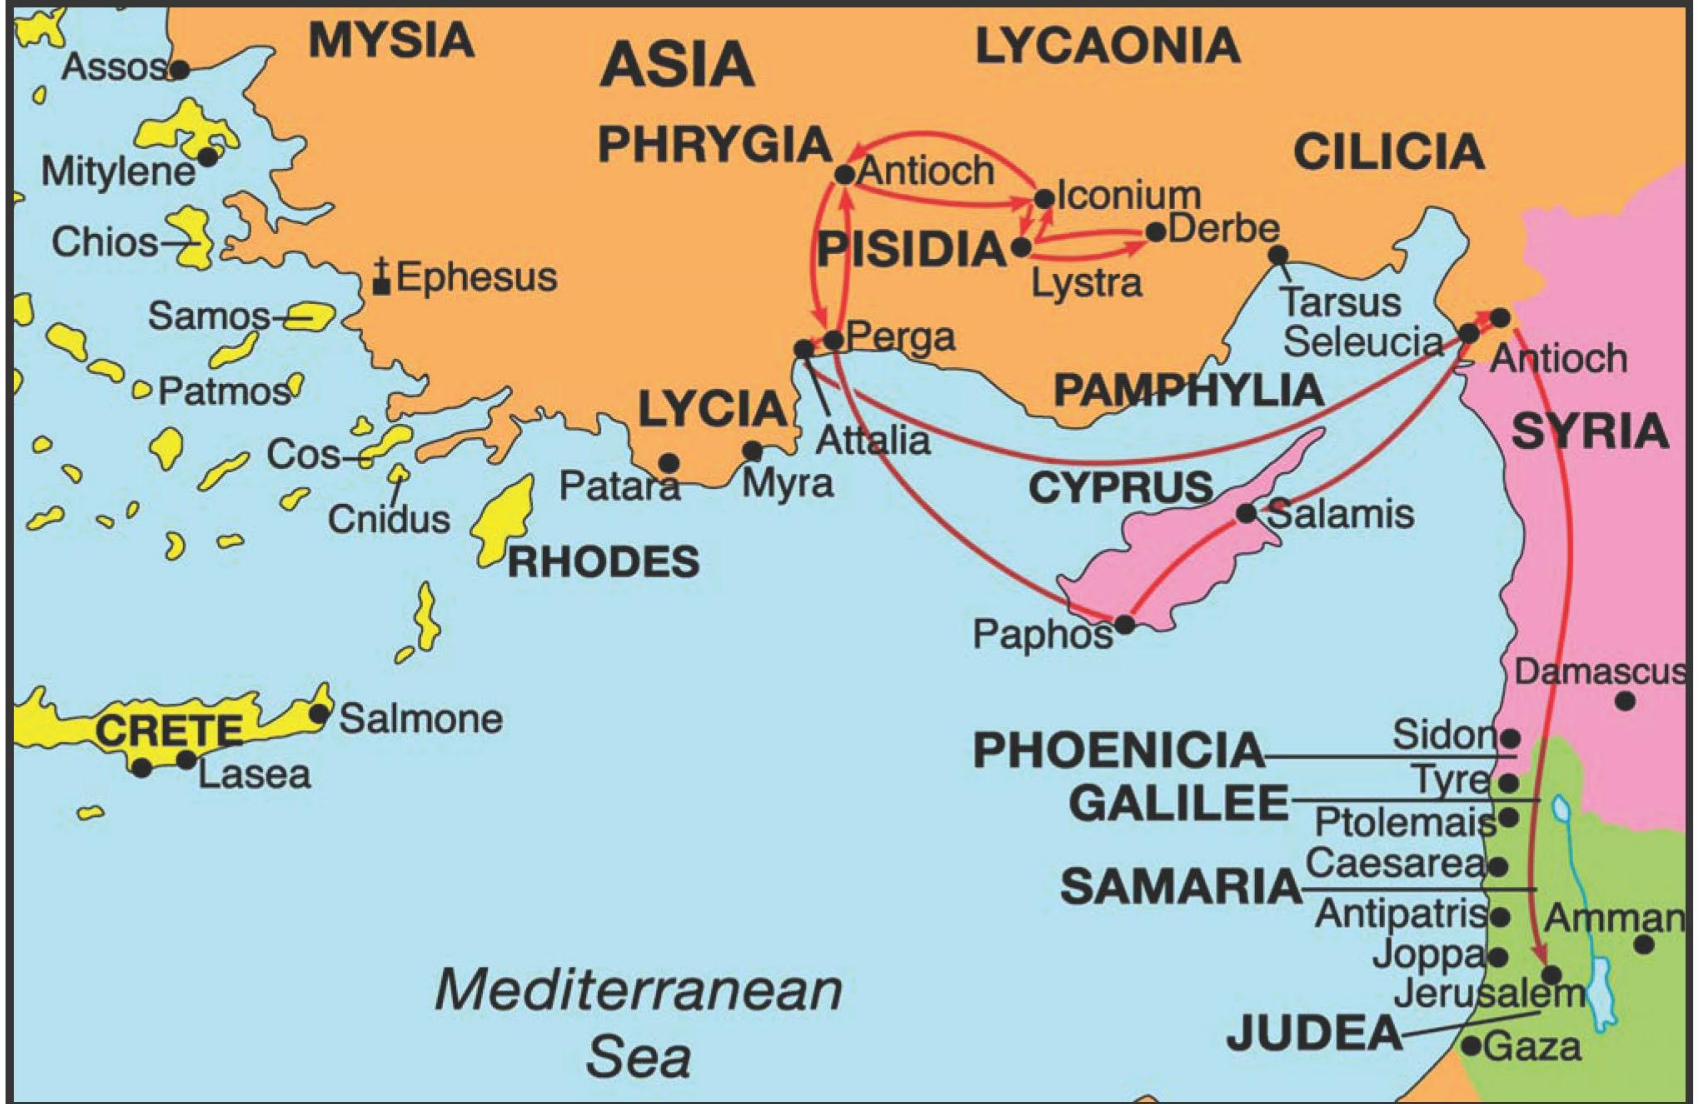 MYSIA
ASIA
LYCAONIA
Assos
PHRYGIA
CILICIA
Mitylene
Antioch
Iconium
Chios
PISIDIA
Derbe
Ephesus
Lystra
Samos
Tarsus
Perga
Seleucia
Antioch
Patmos
LYCIA
PAMPHYLIA
SYRIA
Attalia
Cos
Patara
Myra
CYPRUS
Cnidus
Salamis
RHODES
Paphos
Damascus
CRETE
Salmone
Sidon
PHOENICIA
Lasea
Tyre
GALILEE
Ptolemais
Caesarea
SAMARIA
Antipatris
Amman
Joppa
Mediterranean
Sea
Jerusalem
JUDEA
Gaza